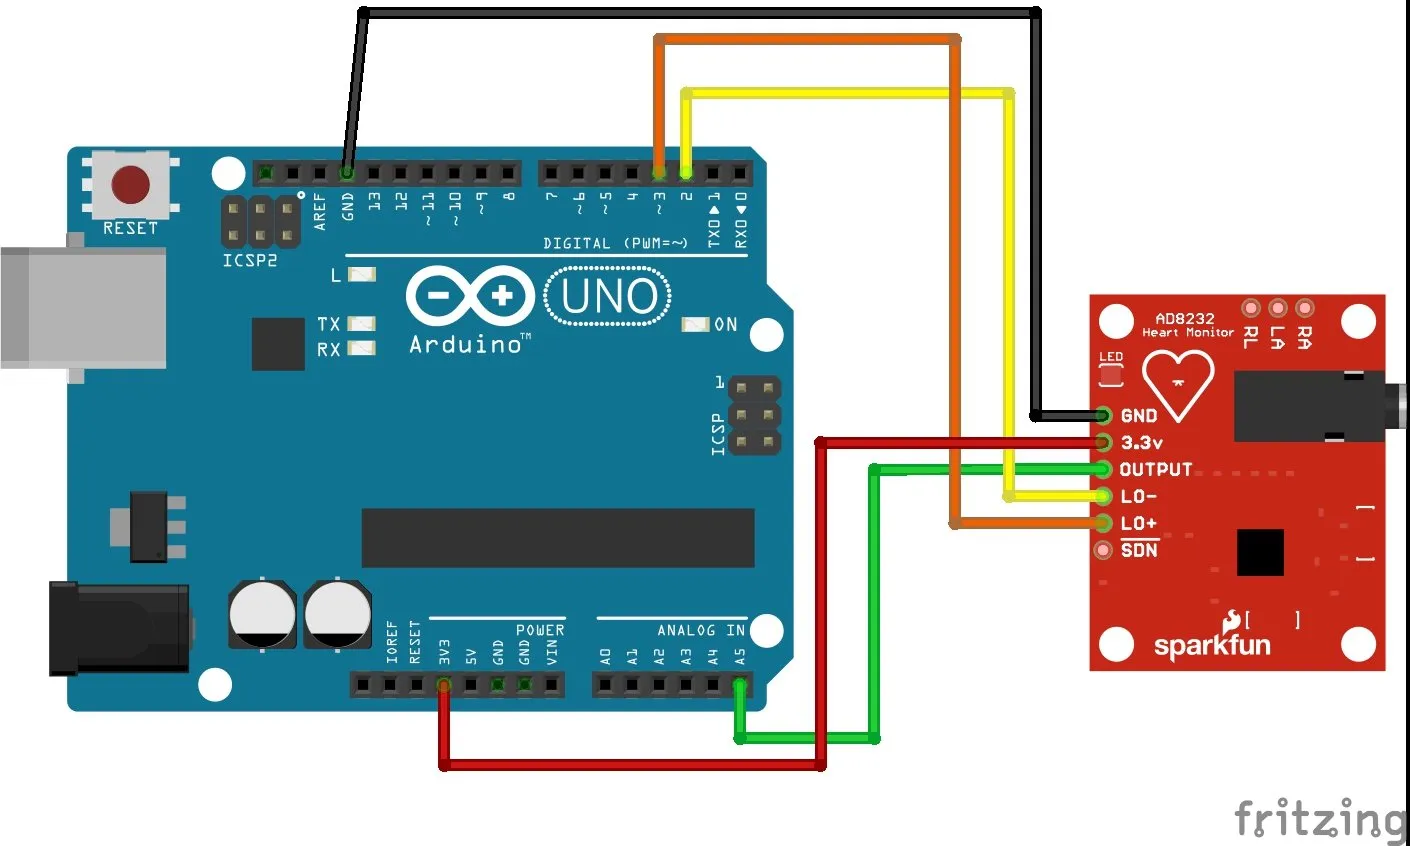 RESET
ICSP2
AREF
GND
13
12
~11
~10
~9
8
7
~6
~5
4
~3
2
TX0▶1
RX0◀0
DIGITAL (PWM=~)
L
TX
RX
UNO
Arduino™
ON
1
ICSP
IOREF
RESET
3V3
5V
GND
GND
VIN
POWER
A0
A1
A2
A3
A4
A5
ANALOG IN
AD8232
Heart Monitor
RL
LA
RA
LED
GND
3.3v
OUTPUT
LO-
LO+
SDN
sparkfun
fritzing